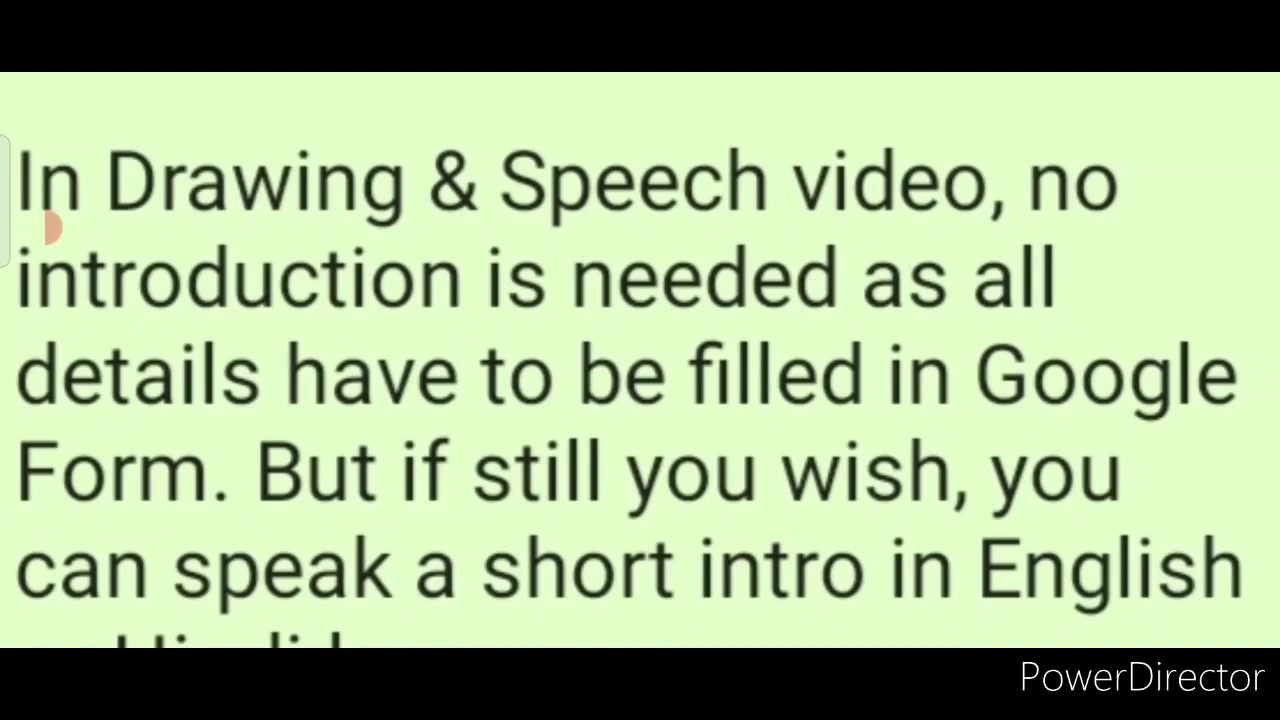 In Drawing & Speech video, no
introduction is needed as all
details have to be filled in Google
Form. But if still you wish, you
can speak a short intro in English
PowerDirector